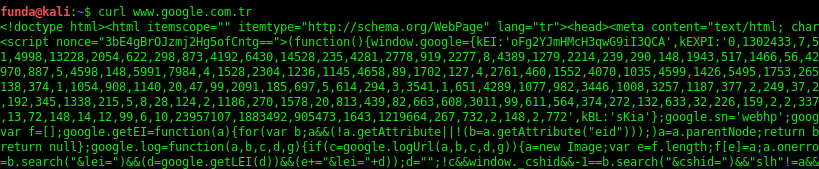 funda@kali:~$ curl www.google.com.tr
<!doctype html><html itemscope="" itemtype="http://schema.org/WebPage" lang="tr"><head><meta content="text/html; char
<script nonce="3bE4gBrOJzmj2Hg5ofCntg==">(function(){window.google={kEI:'oFg2YJmHMcH3qwG9iI3QCA',kEXPI:'0,1302433,7,5
1,4998,13228,2054,622,298,873,4192,6430,14528,235,4281,2778,919,2277,8,4389,1279,2214,239,290,148,1943,517,1466,56,42
970,887,5,4598,148,5991,7984,4,1528,2304,1236,1145,4658,89,1702,127,4,2761,460,1552,4070,1035,4599,1426,5495,1753,265
138,374,1,1054,908,1140,20,47,99,2091,185,697,5,614,294,3,3541,1,651,4289,1077,982,3446,1008,3257,1187,377,2,249,37,2
,192,345,1338,215,5,8,28,124,2,1186,270,1578,20,813,439,82,663,608,3011,99,611,564,374,272,132,633,32,226,159,2,2,337
,13,72,148,14,12,99,6,10,23957107,1883492,905473,1643,1219664,267,732,2,148,2,772',kBL:'sKia'};google.sn='webhp';goog
var f=[];google.getEI=function(a){for(var b;a&&(!a.getAttribute||!(b=a.getAttribute("eid")));)a=a.parentNode;return b
return null};google.log=function(a,b,c,d,g){if(c=google.logUrl(a,b,c,d,g)){a=new Image;var e=f.length;f[e]=a;a.onerro
=b.search("&lei=")&&(d=google.getLEI(d))&&(e+="&lei="+d);d="";!c&&window._cshid&&-1==b.search("&cshid=")&&"slh"!=a&&